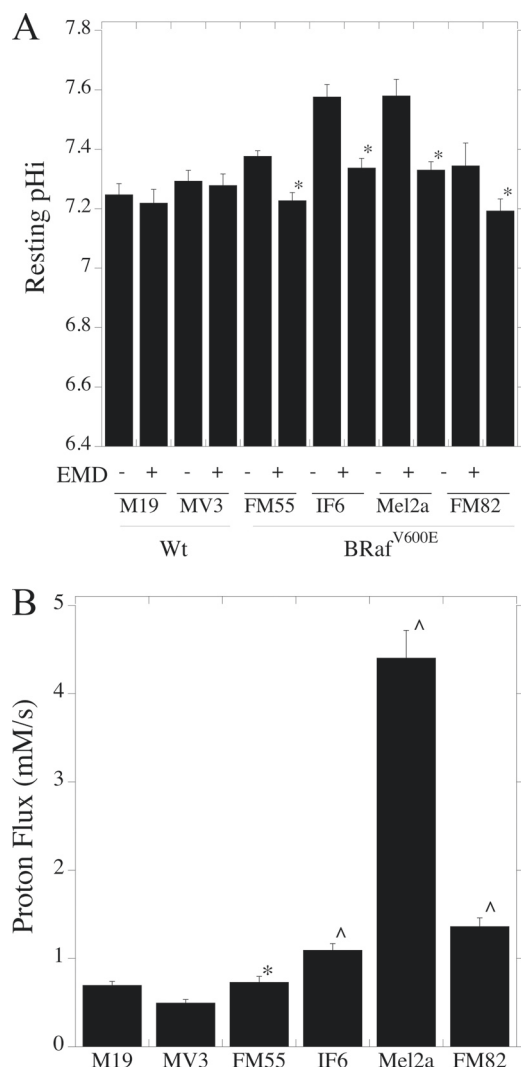 A
7.8
7.6
7.4
7.2
7
6.8
6.6
6.4
Resting pHi
* * * *
EMD - + - + - + - + - + - +
M19 MV3 FM55 IF6 Mel2a FM82
Wt BRaf V600E
B
5
4
3
2
1
0
Proton Flux (mM/s)
* ^ ^ ^
M19 MV3 FM55 IF6 Mel2a FM82